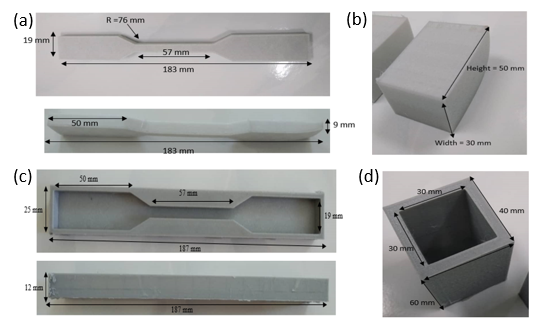 (a)
R =76 mm
19 mm
57 mm
183 mm
50 mm
9 mm
183 mm
(b)
Height = 50 mm
Width = 30 mm
(c)
50 mm
57 mm
25 mm
19 mm
187 mm
12 mm
187 mm
(d)
30 mm
40 mm
30 mm
60 mm